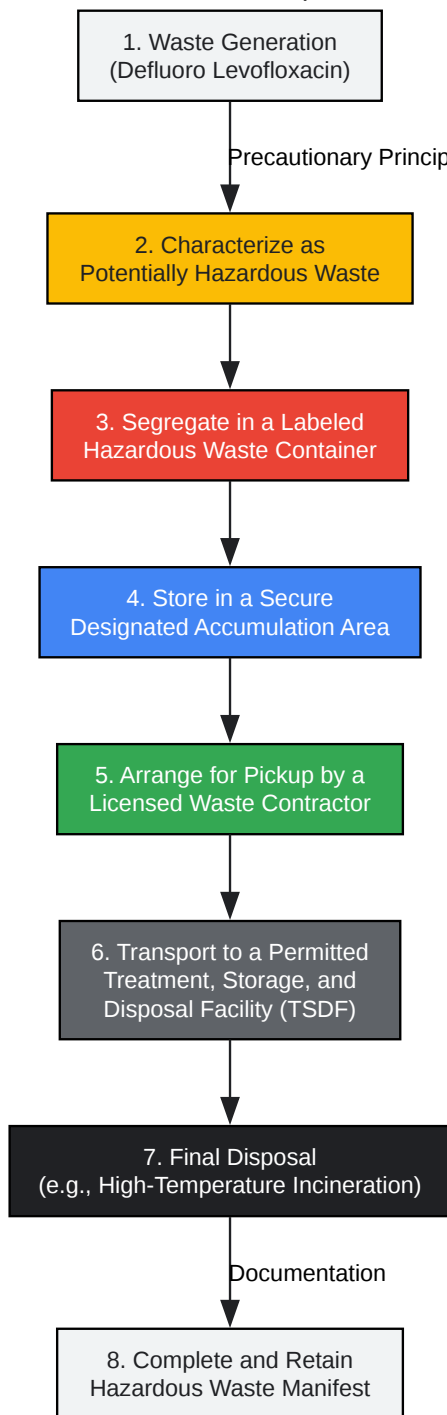 1. Waste Generation
(Defluoro Levofloxacin)
Precautionary Princip
2. Characterize as
Potentially Hazardous Waste
3. Segregate in a Labeled
Hazardous Waste Container
4. Store in a Secure
Designated Accumulation Area
5. Arrange for Pickup by a
Licensed Waste Contractor
6. Transport to a Permitted
Treatment, Storage, and
Disposal Facility (TSDF)
7. Final Disposal
(e.g., High-Temperature Incineration)
Documentation
8. Complete and Retain
Hazardous Waste Manifest